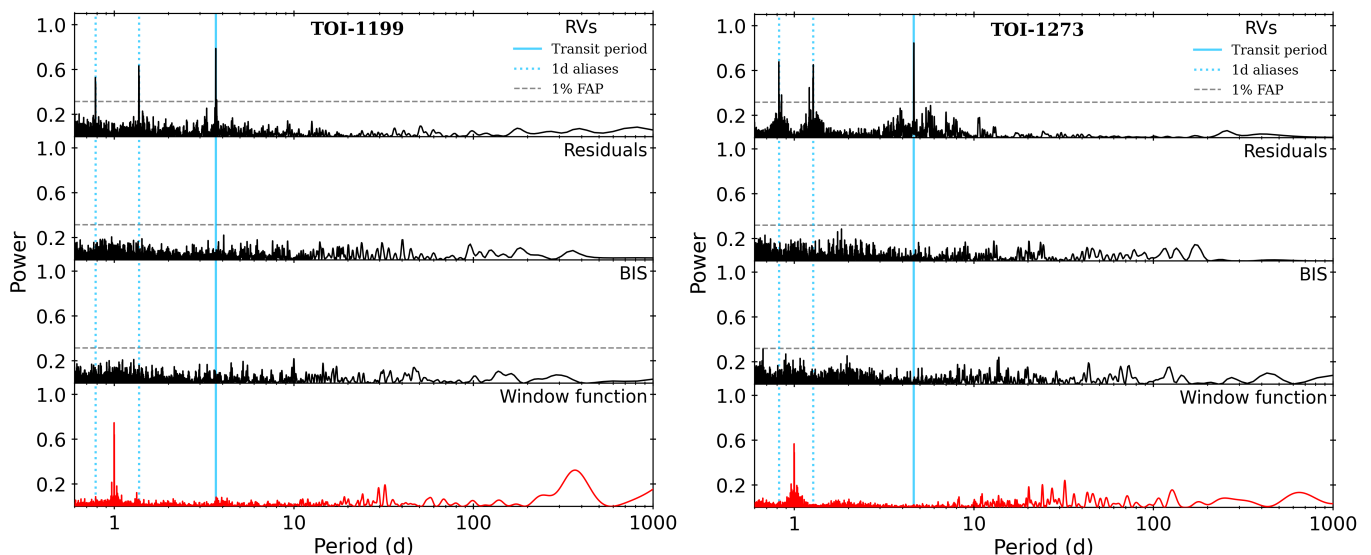 TOI-1199
RVs
Transit period
1d aliases
1% FAP
1.0
0.6
0.2
Residuals
1.0
0.6
0.2
BIS
1.0
0.6
0.2
Window function
1.0
0.6
0.2
Power
1 10 100 1000
Period (d)
TOI-1273
RVs
Transit period
1d aliases
1% FAP
1.0
0.6
0.2
Residuals
1.0
0.6
0.2
BIS
1.0
0.6
0.2
Window function
1.0
0.6
0.2
Power
1 10 100 1000
Period (d)